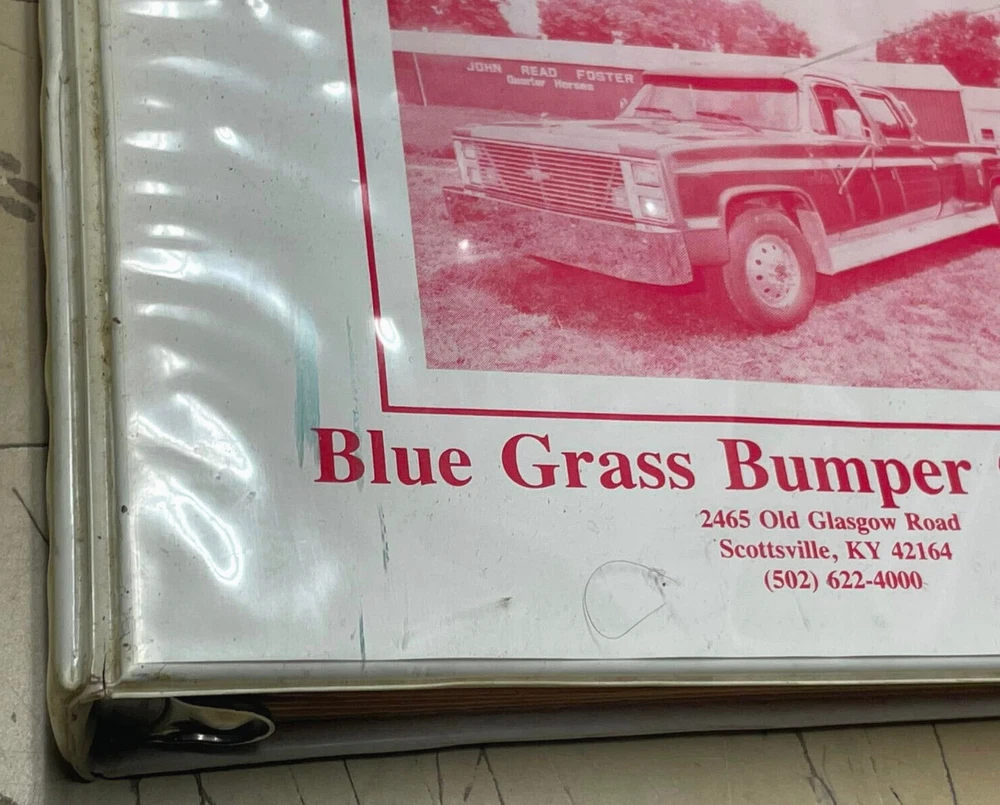 JOHN READ FOSTER
Quarter Horses
Blue Grass Bumper
2465 Old Glasgow Road
Scottsville, KY 42164
(502) 622-4000